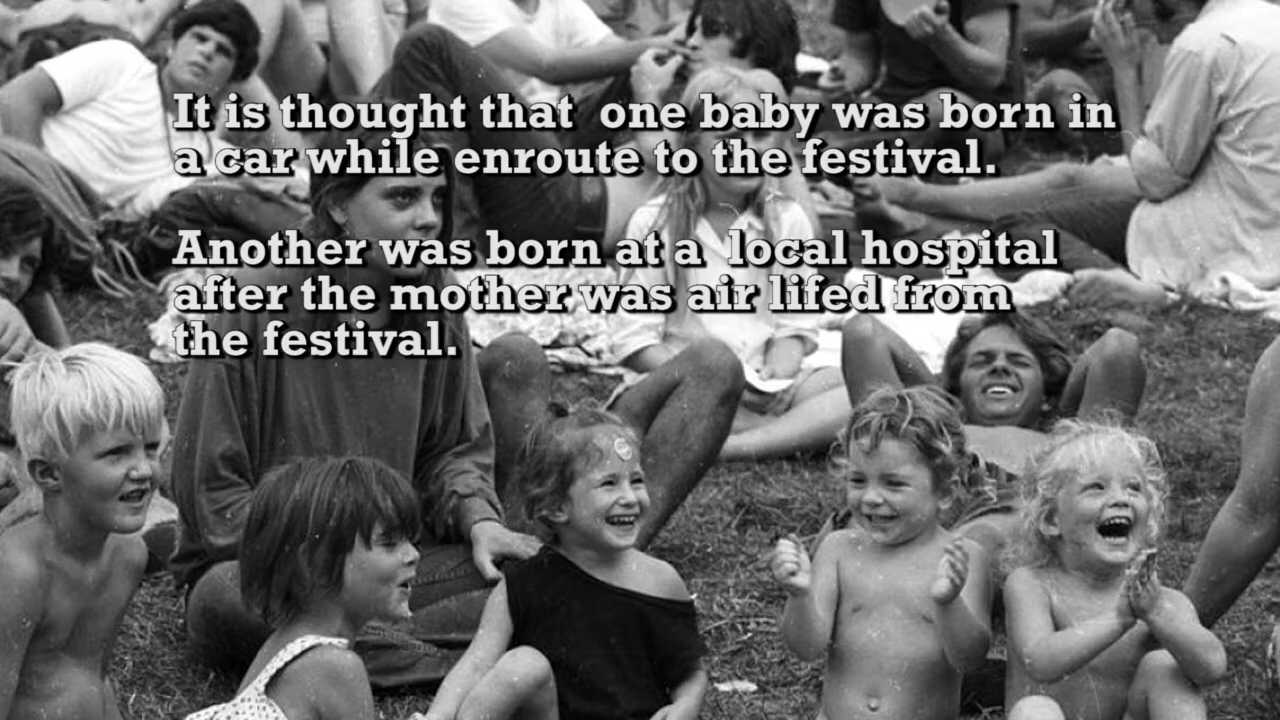 It is thought that one baby was born in
a car while enroute to the festival.
Another was born at a local hospital
after the mother was air lifed from
the festival.